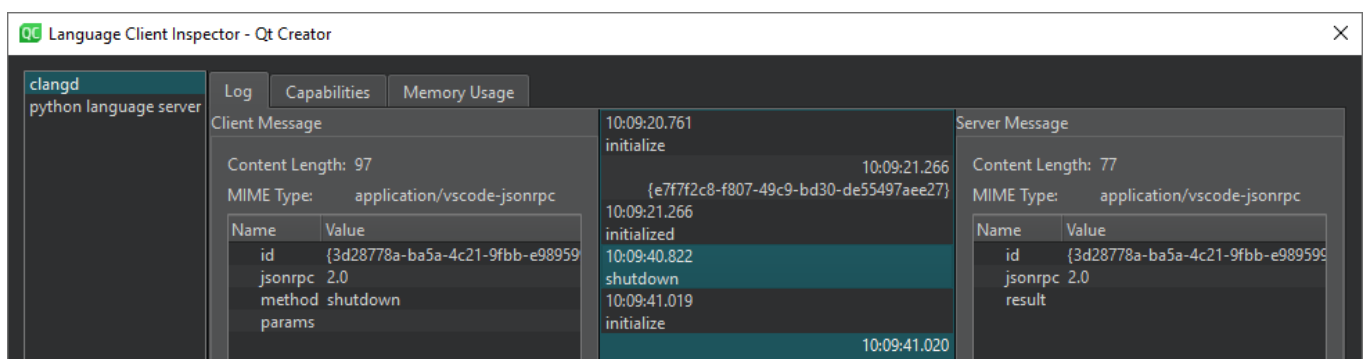 QC Language Client Inspector - Qt Creator
clangd
python language server
Log Capabilities Memory Usage
Client Message
Content Length: 97
MIME Type: application/vscode-jsonrpc
Name Value
id {3d28778a-ba5a-4c21-9fbb-e98959
jsonrpc 2.0
method shutdown
params
10:09:20.761
initialize
10:09:21.266
{e7f7f2c8-f807-49c9-bd30-de55497aee27}
10:09:21.266
initialized
10:09:40.822
shutdown
10:09:41.019
initialize
10:09:41.020
Server Message
Content Length: 77
MIME Type: application/vscode-jsonrpc
Name Value
id {3d28778a-ba5a-4c21-9fbb-e989599
jsonrpc 2.0
result